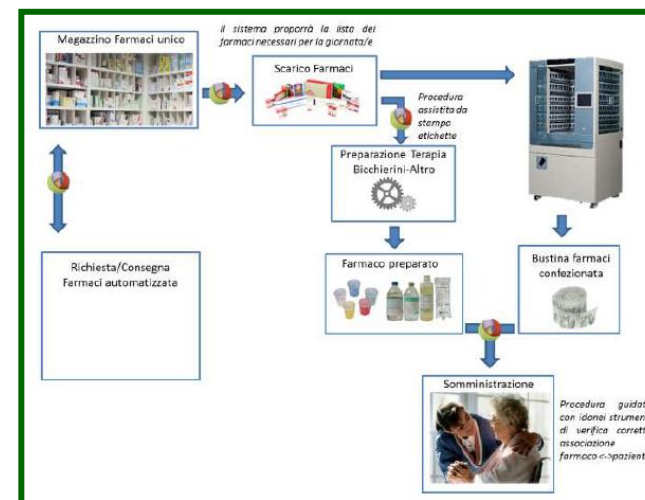 Magazzino Farmaci unico
il sistema proporrà la lista dei
farmaci necessari per la giornata/e
Scarico Farmaci
Procedura
assistita da
stampa
etichette
Preparazione Terapia
Bicchierini-Altro
Richiesta/Consegna
Farmaci automatizzata
Farmaco preparato
Bustina farmaci
confezionata
Somministrazione
Procedura guidat
con idonei strumen
di verifica corrett
associazione
farmaco<->pazient